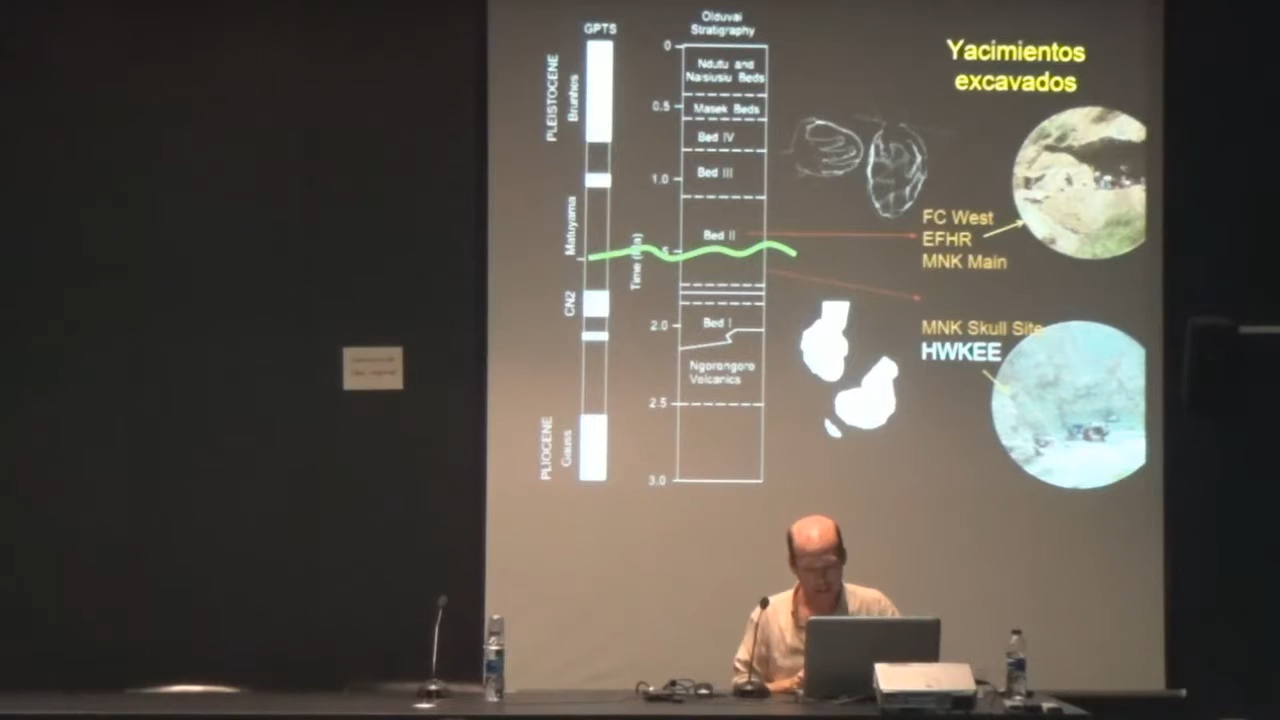 GPTS
Olduvai
Stratigraphy
Yacimientos
excavados
PLEISTOCENE
Brunhes
0
Ndutu and
Naisiusiu Beds
0.5
Masek Beds
Bed IV
1.0
Bed III
Matuyama
Bed II
Time
FC West
EFHR
MNK Main
CN2
2.0
Bed I
MNK Skull Site
HWKEE
Ngorongoro
Volcanics
2.5
PLIOCENE
Gauss
3.0